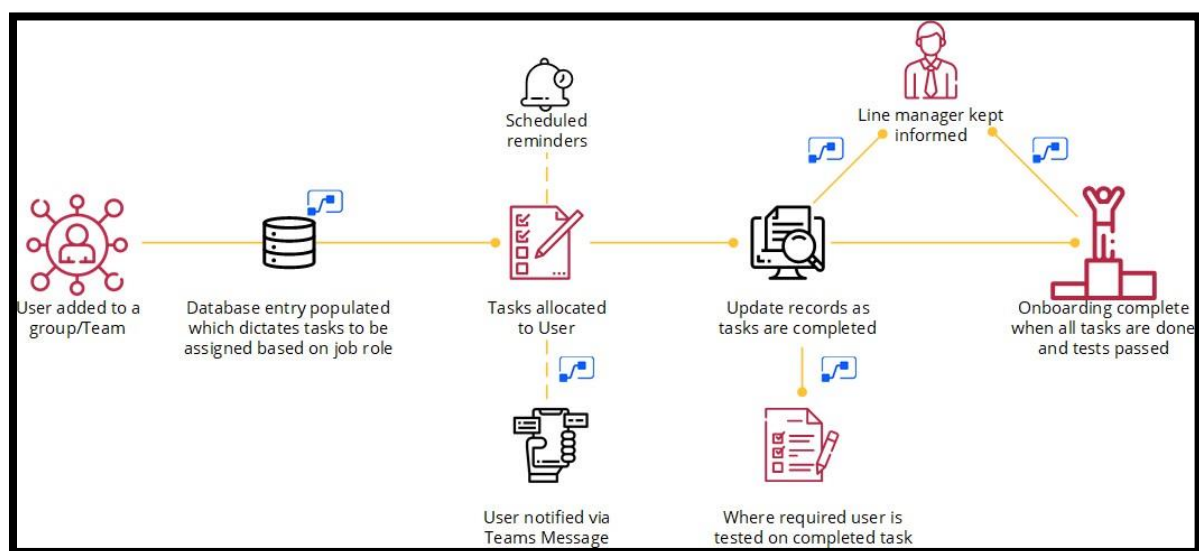 Scheduled
reminders
Line manager kept
informed
User added to a
group/Team
Database entry populated
which dictates tasks to be
assigned based on job role
Tasks allocated
to User
Update records as
tasks are completed
Onboarding complete
when all tasks are done
and tests passed
User notified via
Teams Message
Where required user is
tested on completed task